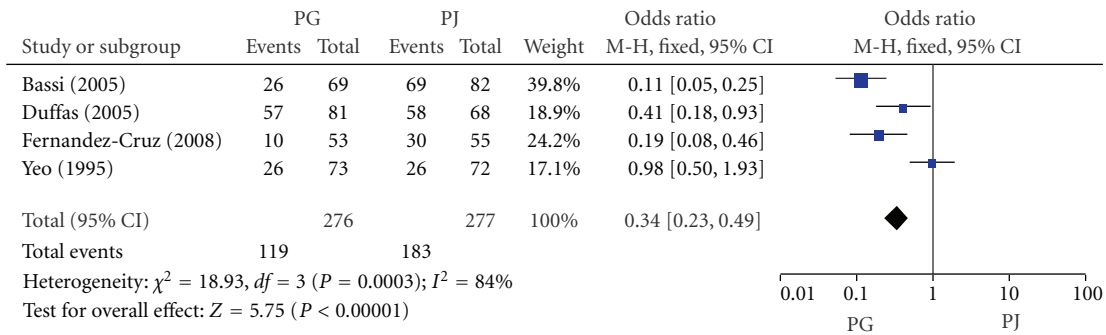 PG PJ Odds ratio Odds ratio
Study or subgroup Events Total Events Total Weight M-H, fixed, 95% CI M-H, fixed, 95% CI
Bassi (2005) 26 69 69 82 39.8% 0.11 [0.05, 0.25]
Duffas (2005) 57 81 58 68 18.9% 0.41 [0.18, 0.93]
Fernandez-Cruz (2008) 10 53 30 55 24.2% 0.19 [0.08, 0.46]
Yeo (1995) 26 73 26 72 17.1% 0.98 [0.50, 1.93]
Total (95% CI) 276 277 100% 0.34 [0.23, 0.49]
Total events 119 183
Heterogeneity: χ² = 18.93, df = 3 (P = 0.0003); I² = 84%
Test for overall effect: Z = 5.75 (P < 0.00001)
0.01 0.1 1 10 100
PG PJ